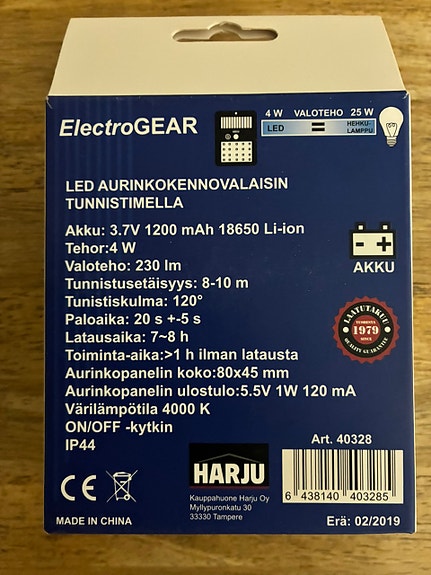 ElectroGEAR
4 W VALOTEHO 25 W
LED = HEHKU-
LAMPPU
LED AURINKOKENNOVALAISIN
TUNNISTIMELLA
Akku: 3.7V 1200 mAh 18650 Li-ion
Tehor:4 W
Valoteho: 230 lm
Tunnistusetäisyys: 8-10 m
Tunistiskulma: 120°
Paloaika: 20 s +-5 s
Latausaika: 7~8 h
Toiminta-aika:>1 h ilman latausta
Aurinkopanelin koko:80x45 mm
Aurinkopanelin ulostulo:5.5V 1W 120 mA
Värilämpötila 4000 K
ON/OFF -kytkin
IP44
AKKU
LAATUTAKUU
1979
SINCE
QUALITY GUARANTEE
CE
MADE IN CHINA
HARJU
Kauppahuone Harju Oy
Myllypuronkatu 30
33330 Tampere
Art. 40328
6 438140 403285
Erä: 02/2019